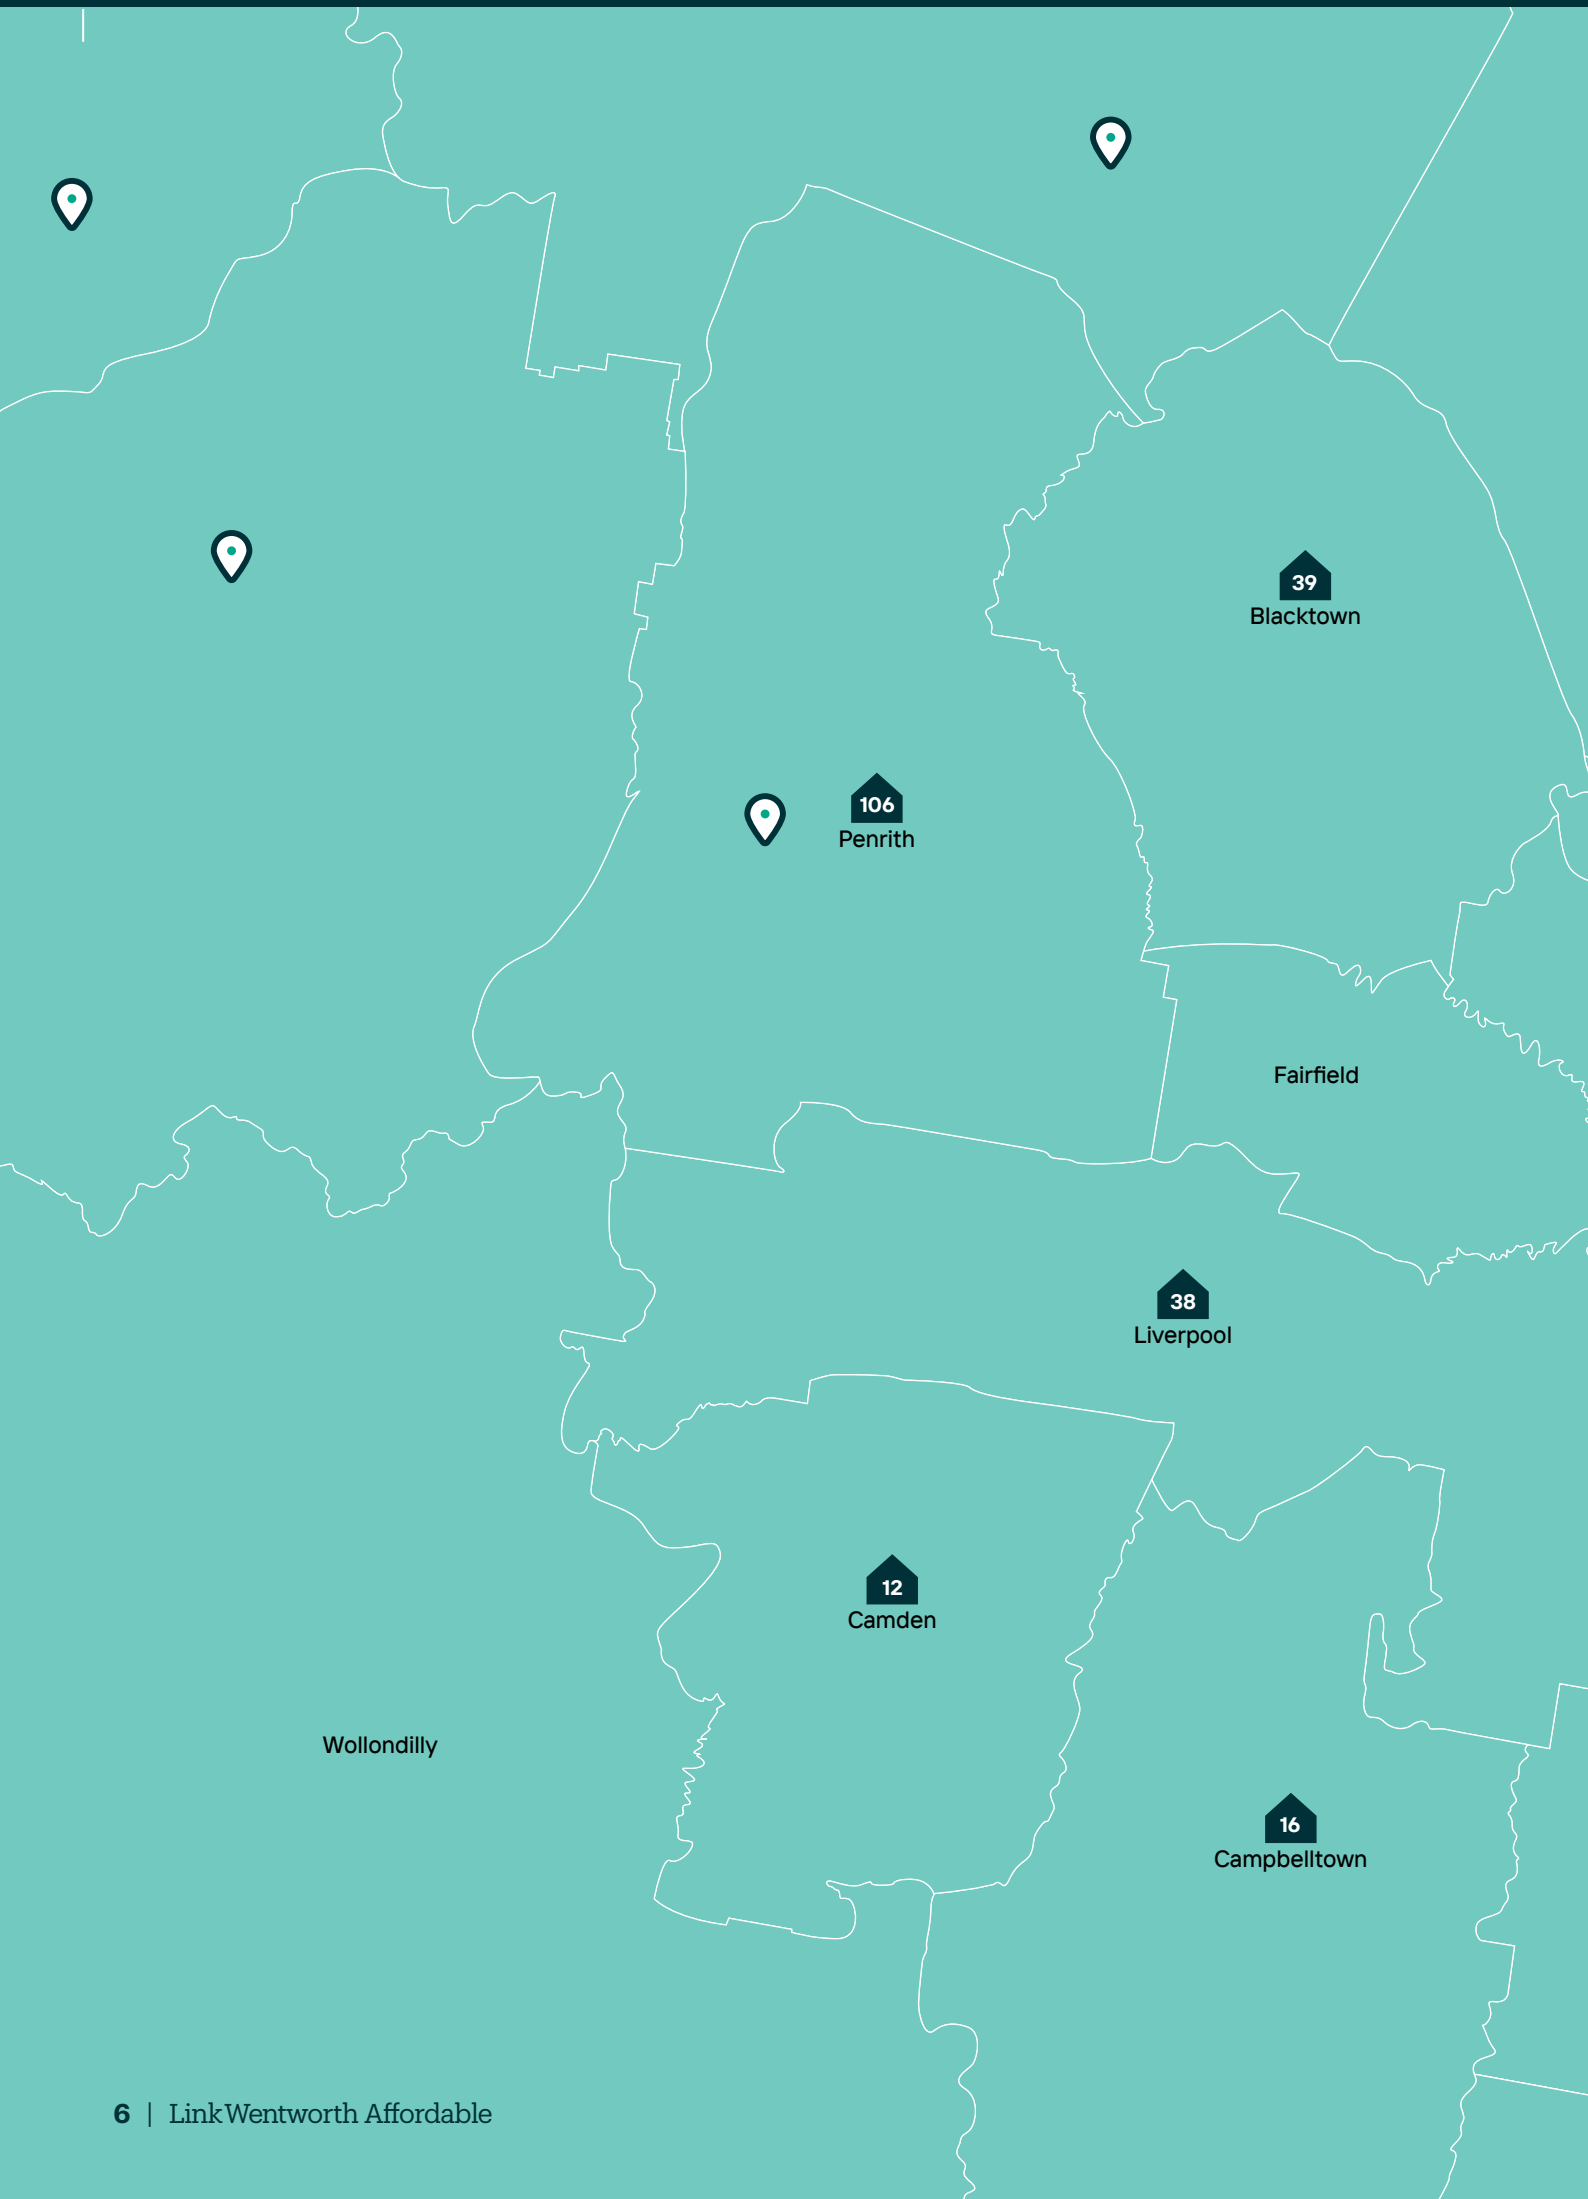 39
Blacktown
106
Penrith
Fairfield
38
Liverpool
12
Camden
Wollondilly
16
Campbelltown
6 | Link Wentworth Affordable